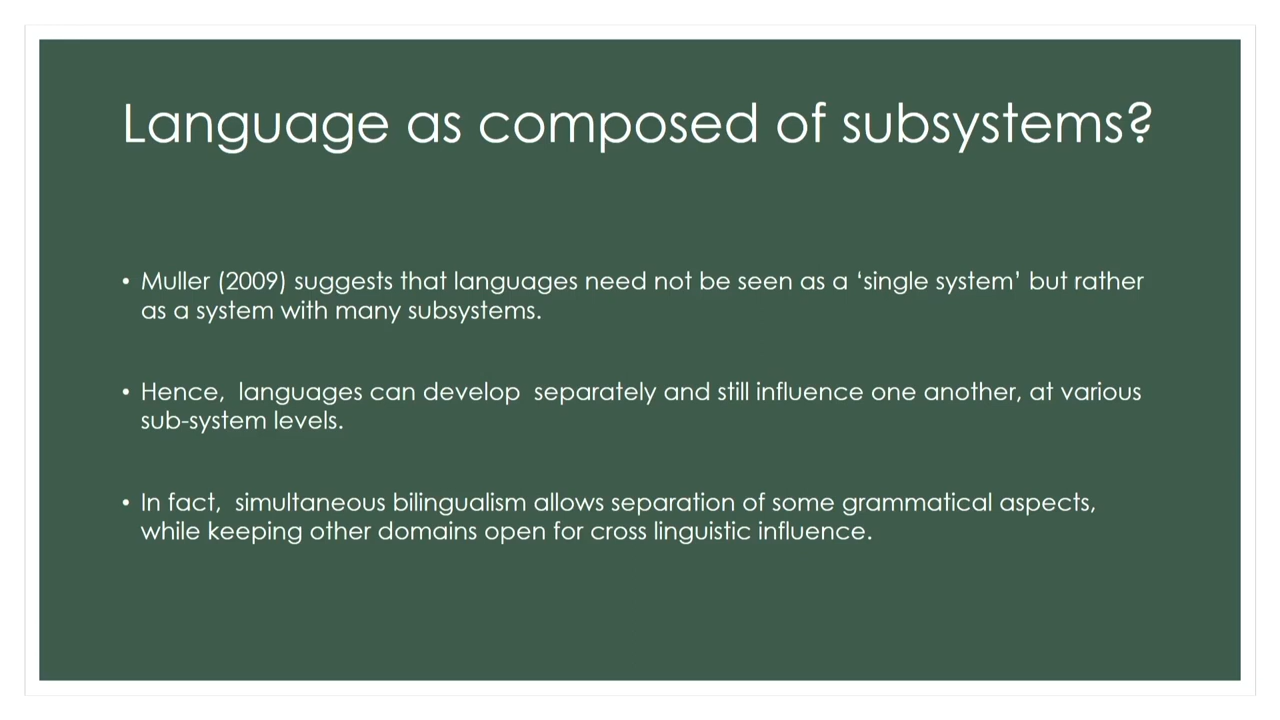 Language as composed of subsystems?
• Muller (2009) suggests that languages need not be seen as a ‘single system’ but rather
as a system with many subsystems.
• Hence,  languages can develop  separately and still influence one another, at various
sub-system levels.
• In fact,  simultaneous bilingualism allows separation of some grammatical aspects,
while keeping other domains open for cross linguistic influence.